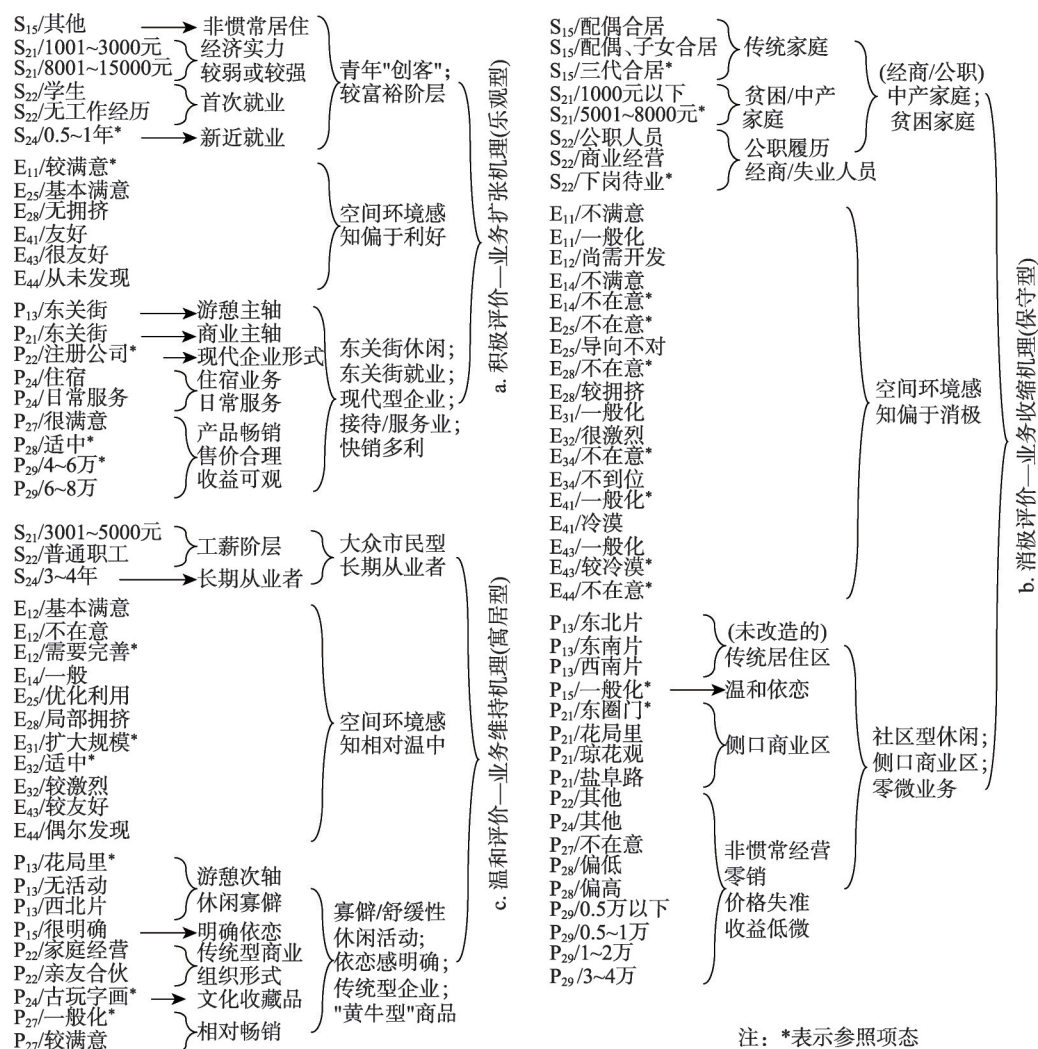 S₁₅/其他
S₂₁/1001~3000元
S₂₁/8001~15000元
S₂₂/学生
S₂₂/无工作经历
S₂₄/0.5~1年*
非惯常居住
经济实力
较弱或较强
首次就业
新近就业
青年"创客";
较富裕阶层
E₁₁/较满意*
E₂₅/基本满意
E₂₈/无拥挤
E₄₁/友好
E₄₃/很友好
E₄₄/从未发现
空间环境感
知偏于利好
P₁₃/东关街
P₂₁/东关街
P₂₂/注册公司*
P₂₄/住宿
P₂₄/日常服务
P₂₇/很满意
P₂₈/适中*
P₂₉/4~6万*
P₂₉/6~8万
游憩主轴
商业主轴
现代企业形式
住宿业务
日常服务
产品畅销
售价合理
收益可观
东关街休闲;
东关街就业;
现代型企业;
接待/服务业;
快销多利
a. 积极评价—业务扩张机理(乐观型)
S₂₁/3001~5000元
S₂₂/普通职工
S₂₄/3~4年
工薪阶层
长期从业者
大众市民型
长期从业者
E₁₂/基本满意
E₁₂/不在意
E₁₂/需要完善*
E₁₄/一般
E₂₅/优化利用
E₂₈/局部拥挤
E₃₁/扩大规模*
E₃₂/适中*
E₃₂/较激烈
E₄₃/较友好
E₄₄/偶尔发现
空间环境感
知相对温中
P₁₃/花局里*
P₁₃/无活动
P₁₃/西北片
P₁₅/很明确
P₂₂/家庭经营
P₂₂/亲友合伙
P₂₄/古玩字画*
P₂₇/一般化*
P₂₇/较满意
游憩次轴
休闲寡僻
明确依恋
传统型商业
组织形式
文化收藏品
相对畅销
寡僻/舒缓性
休闲活动;
依恋感明确;
传统型企业;
"黄牛型"商品
c. 温和评价—业务维持机理(寓居型)
S₁₅/配偶合居
S₁₅/配偶、子女合居
S₁₅/三代合居*
S₂₁/1000元以下
S₂₁/5001~8000元*
S₂₂/公职人员
S₂₂/商业经营
S₂₂/下岗待业*
传统家庭
贫困/中产
家庭
公职履历
经商/失业人员
(经商/公职)
中产家庭;
贫困家庭
E₁₁/不满意
E₁₁/一般化
E₁₂/尚需开发
E₁₄/不满意
E₁₄/不在意*
E₂₅/不在意*
E₂₅/导向不对
E₂₈/不在意*
E₂₈/较拥挤
E₃₁/一般化
E₃₂/很激烈
E₃₄/不在意*
E₃₄/不到位
E₄₁/一般化*
E₄₁/冷漠
E₄₃/一般化
E₄₃/较冷漠*
E₄₄/不在意*
空间环境感
知偏于消极
P₁₃/东北片
P₁₃/东南片
P₁₃/西南片
P₁₅/一般化*
P₂₁/东圈门*
P₂₁/花局里
P₂₁/琼花观
P₂₁/盐阜路
P₂₂/其他
P₂₄/其他
P₂₇/不在意
P₂₈/偏低
P₂₈/偏高
P₂₉/0.5万以下
P₂₉/0.5~1万
P₂₉/1~2万
P₂₉/3~4万
(未改造的)
传统居住区
温和依恋
侧口商业区
非惯常经营
零销
价格失准
收益低微
社区型休闲;
侧口商业区;
零微业务
b. 消极评价—业务收缩机理(保守型)
注：*表示参照项态